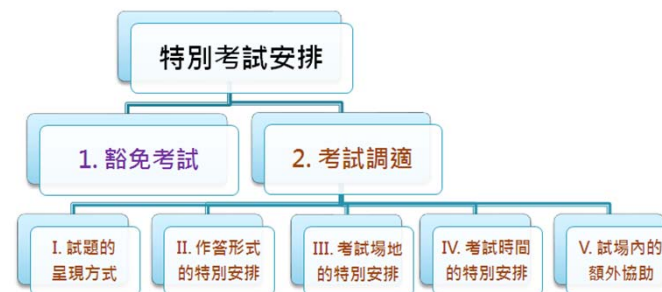 特別考試安排
1. 豁免考試
2. 考試調適
I. 試題的
呈現方式
II. 作答形式
的特別安排
III. 考試場地
的特別安排
IV. 考試時間
的特別安排
V. 試場內的
額外協助